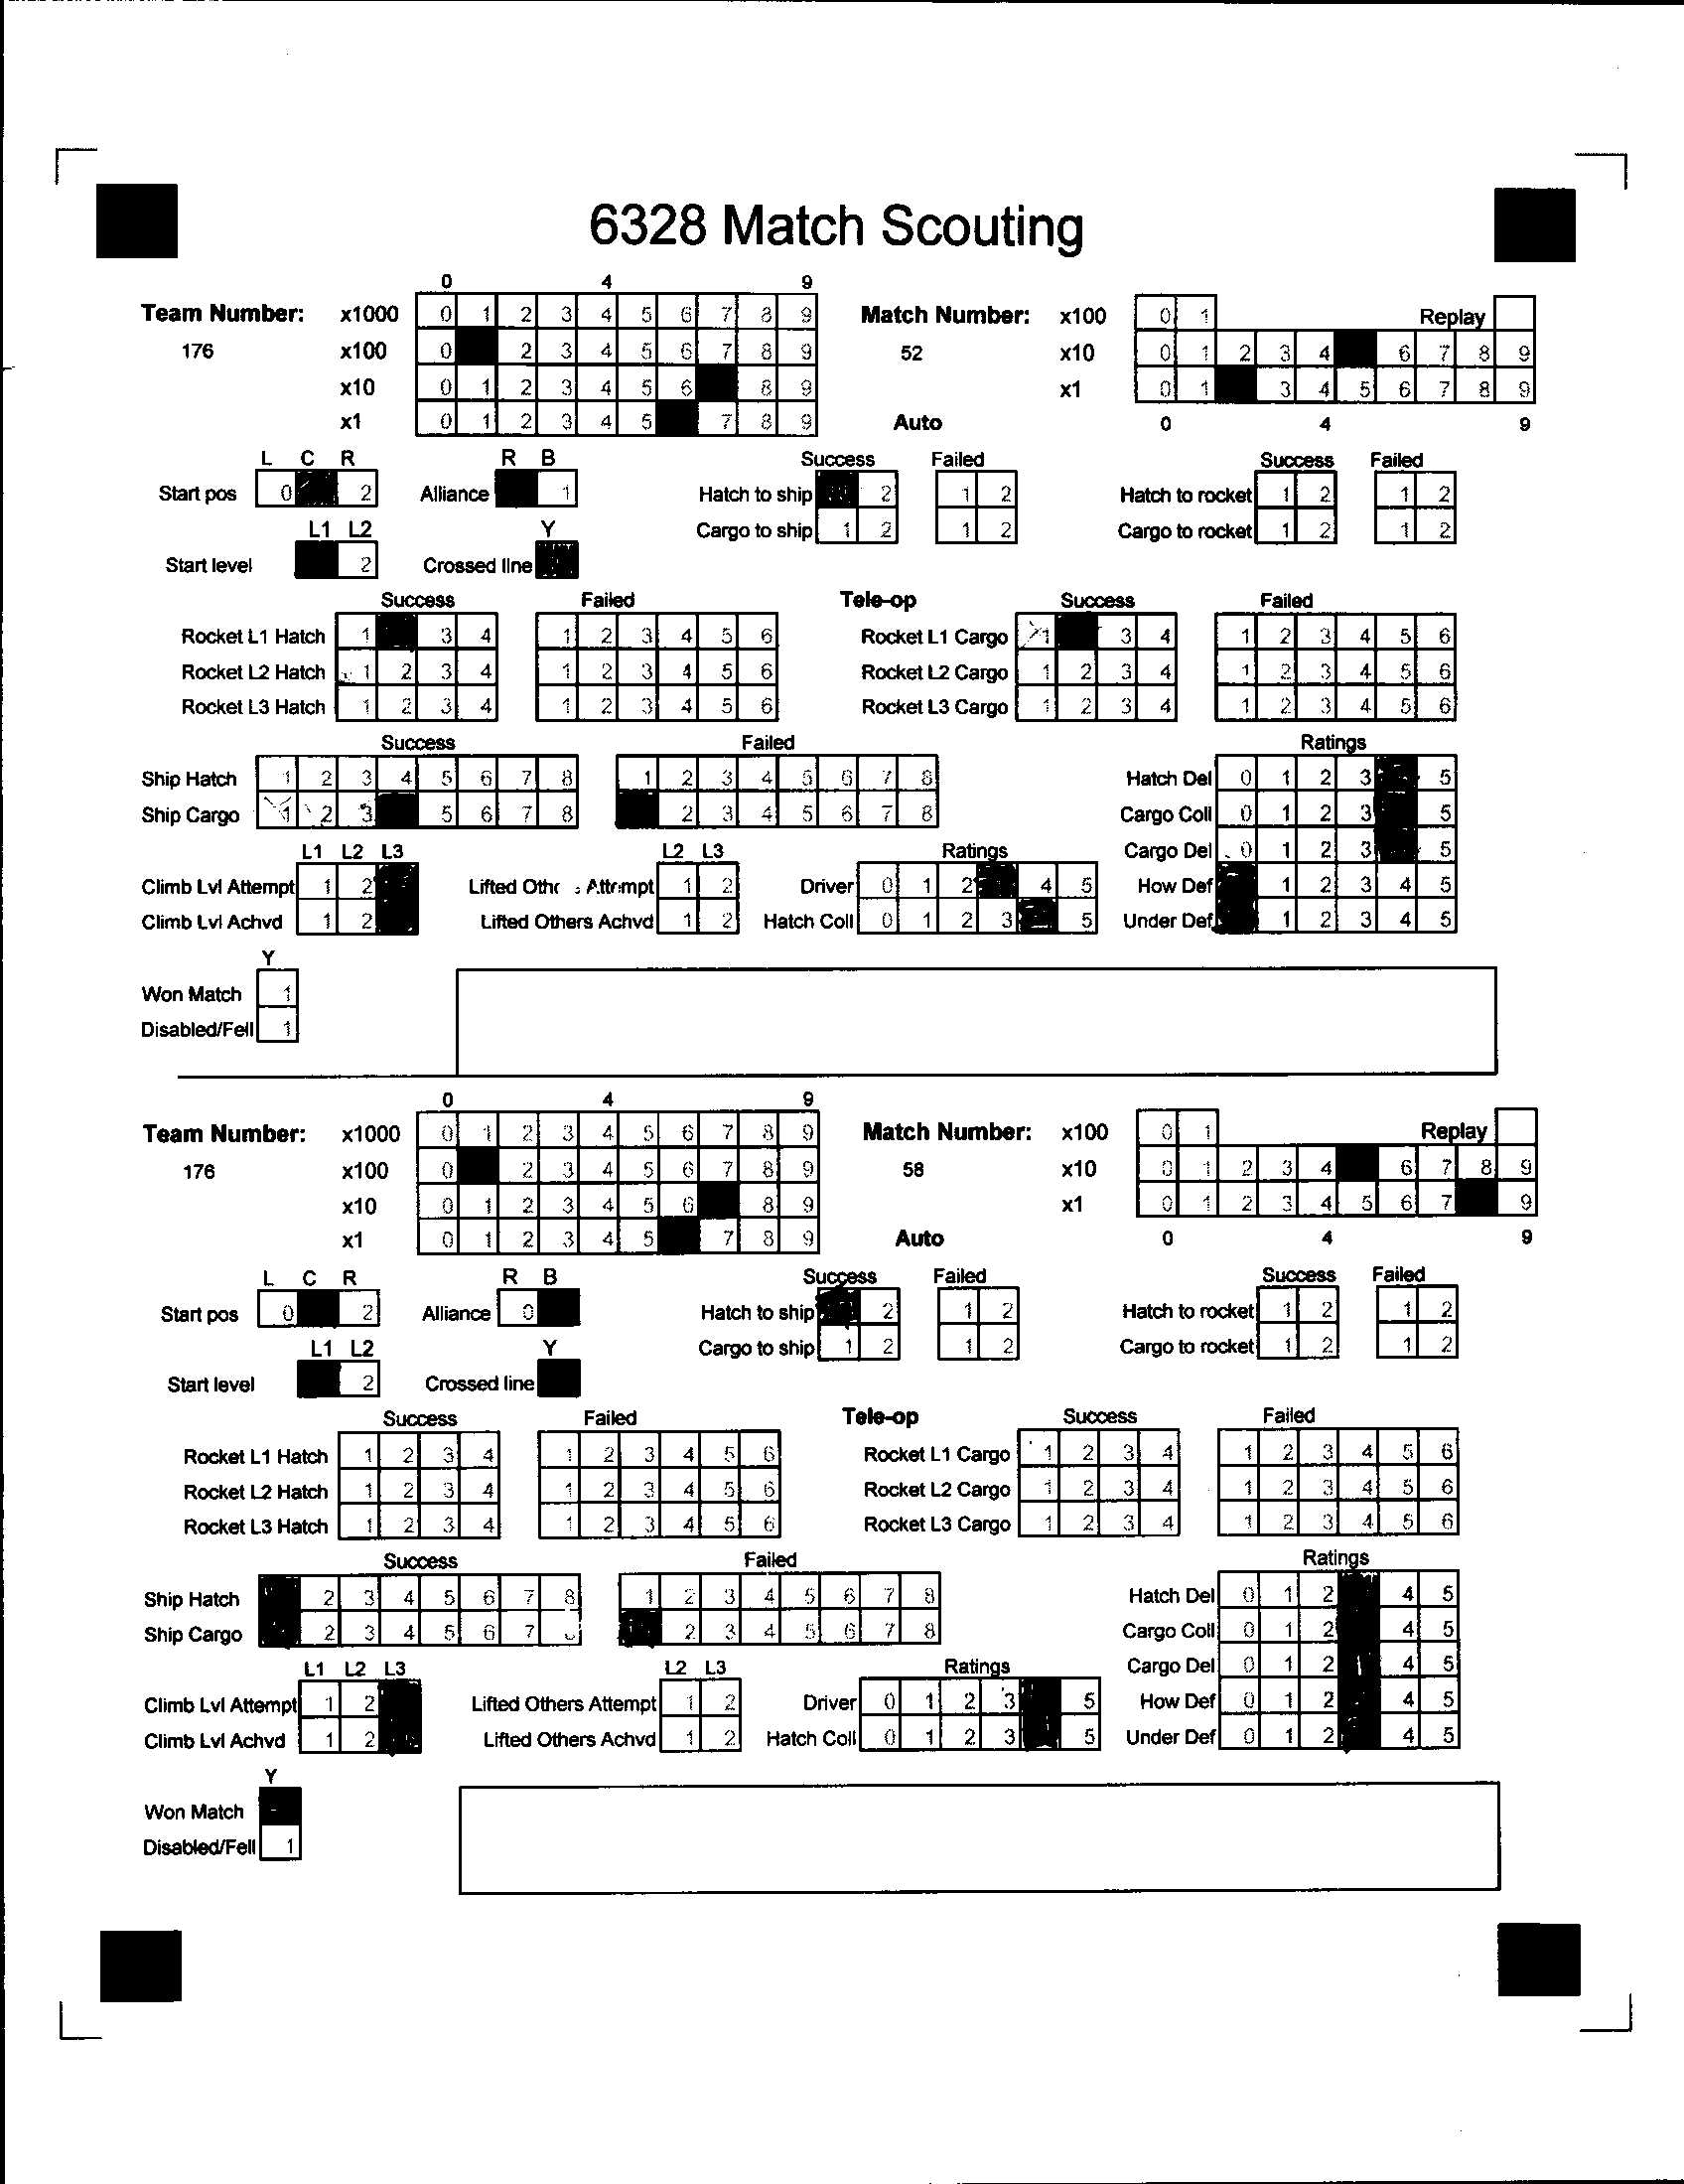 6328 Match Scouting
0 4 9
Team Number: x1000 0 1 2 3 4 5 6 7 8 9 Match Number: x100 0 1 Replay
176 x100 0 2 3 4 5 6 7 8 9 52 x10 0 1 2 3 4 6 7 8 9
x10 0 1 2 3 4 5 6 8 9 x1 0 1 3 4 5 6 7 8 9
x1 0 1 2 3 4 5 7 8 9 Auto 0 4 9
L C R R B Success Failed Success Failed
Start pos 0 2 Alliance 1 Hatch to ship 2 1 2 Hatch to rocket 1 2 1 2
L1 L2 Y Cargo to ship 1 2 1 2 Cargo to rocket 1 2 1 2
Start level 2 Crossed line
Success Failed Tele-op Success Failed
Rocket L1 Hatch 1 3 4 1 2 3 4 5 6 Rocket L1 Cargo 1 3 4 1 2 3 4 5 6
Rocket L2 Hatch 1 2 3 4 1 2 3 4 5 6 Rocket L2 Cargo 1 2 3 4 1 2 3 4 5 6
Rocket L3 Hatch 1 2 3 4 1 2 3 4 5 6 Rocket L3 Cargo 1 2 3 4 1 2 3 4 5 6
Success Failed Ratings
Ship Hatch 1 2 3 4 5 6 7 8 1 2 3 4 5 6 7 8 Hatch Del 0 1 2 3 5
Ship Cargo 1 2 3 5 6 7 8 2 3 4 5 6 7 8 Cargo Coll 0 1 2 3 5
L1 L2 L3 L2 L3 Ratings Cargo Del 0 1 2 3 5
Climb Lvl Attempt 1 2 Lifted Attempt 1 2 Driver 0 1 2 4 5 How Def 1 2 3 4 5
Climb Lvl Achvd 1 2 Lifted Others Achvd 1 2 Hatch Coll 0 1 2 3 5 Under Def 1 2 3 4 5
Y
Won Match 1
Disabled/Fell 1
0 4 9
Team Number: x1000 0 1 2 3 4 5 6 7 8 9 Match Number: x100 0 1 Replay
176 x100 0 2 3 4 5 6 7 8 9 58 x10 0 1 2 3 4 6 7 8 9
x10 0 1 2 3 4 5 6 8 9 x1 0 1 2 3 4 5 6 7 9
x1 0 1 2 3 4 5 7 8 9 Auto 0 4 9
L C R R B Success Failed Success Failed
Start pos 0 2 Alliance 0 Hatch to ship 2 1 2 Hatch to rocket 1 2 1 2
L1 L2 Y Cargo to ship 1 2 1 2 Cargo to rocket 1 2 1 2
Start level 2 Crossed line
Success Failed Tele-op Success Failed
Rocket L1 Hatch 1 2 3 4 1 2 3 4 5 6 Rocket L1 Cargo 1 2 3 4 1 2 3 4 5 6
Rocket L2 Hatch 1 2 3 4 1 2 3 4 5 6 Rocket L2 Cargo 1 2 3 4 1 2 3 4 5 6
Rocket L3 Hatch 1 2 3 4 1 2 3 4 5 6 Rocket L3 Cargo 1 2 3 4 1 2 3 4 5 6
Success Failed Ratings
Ship Hatch 2 3 4 5 6 7 8 1 2 3 4 5 6 7 8 Hatch Del 0 1 2 4 5
Ship Cargo 2 3 4 5 6 7 2 3 4 5 6 7 8 Cargo Coll 0 1 2 4 5
L1 L2 L3 L2 L3 Ratings Cargo Del 0 1 2 4 5
Climb Lvl Attempt 1 2 Lifted Others Attempt 1 2 Driver 0 1 2 3 5 How Def 0 1 2 4 5
Climb Lvl Achvd 1 2 Lifted Others Achvd 1 2 Hatch Coll 0 1 2 3 5 Under Def 0 1 2 4 5
Y
Won Match
Disabled/Fell 1